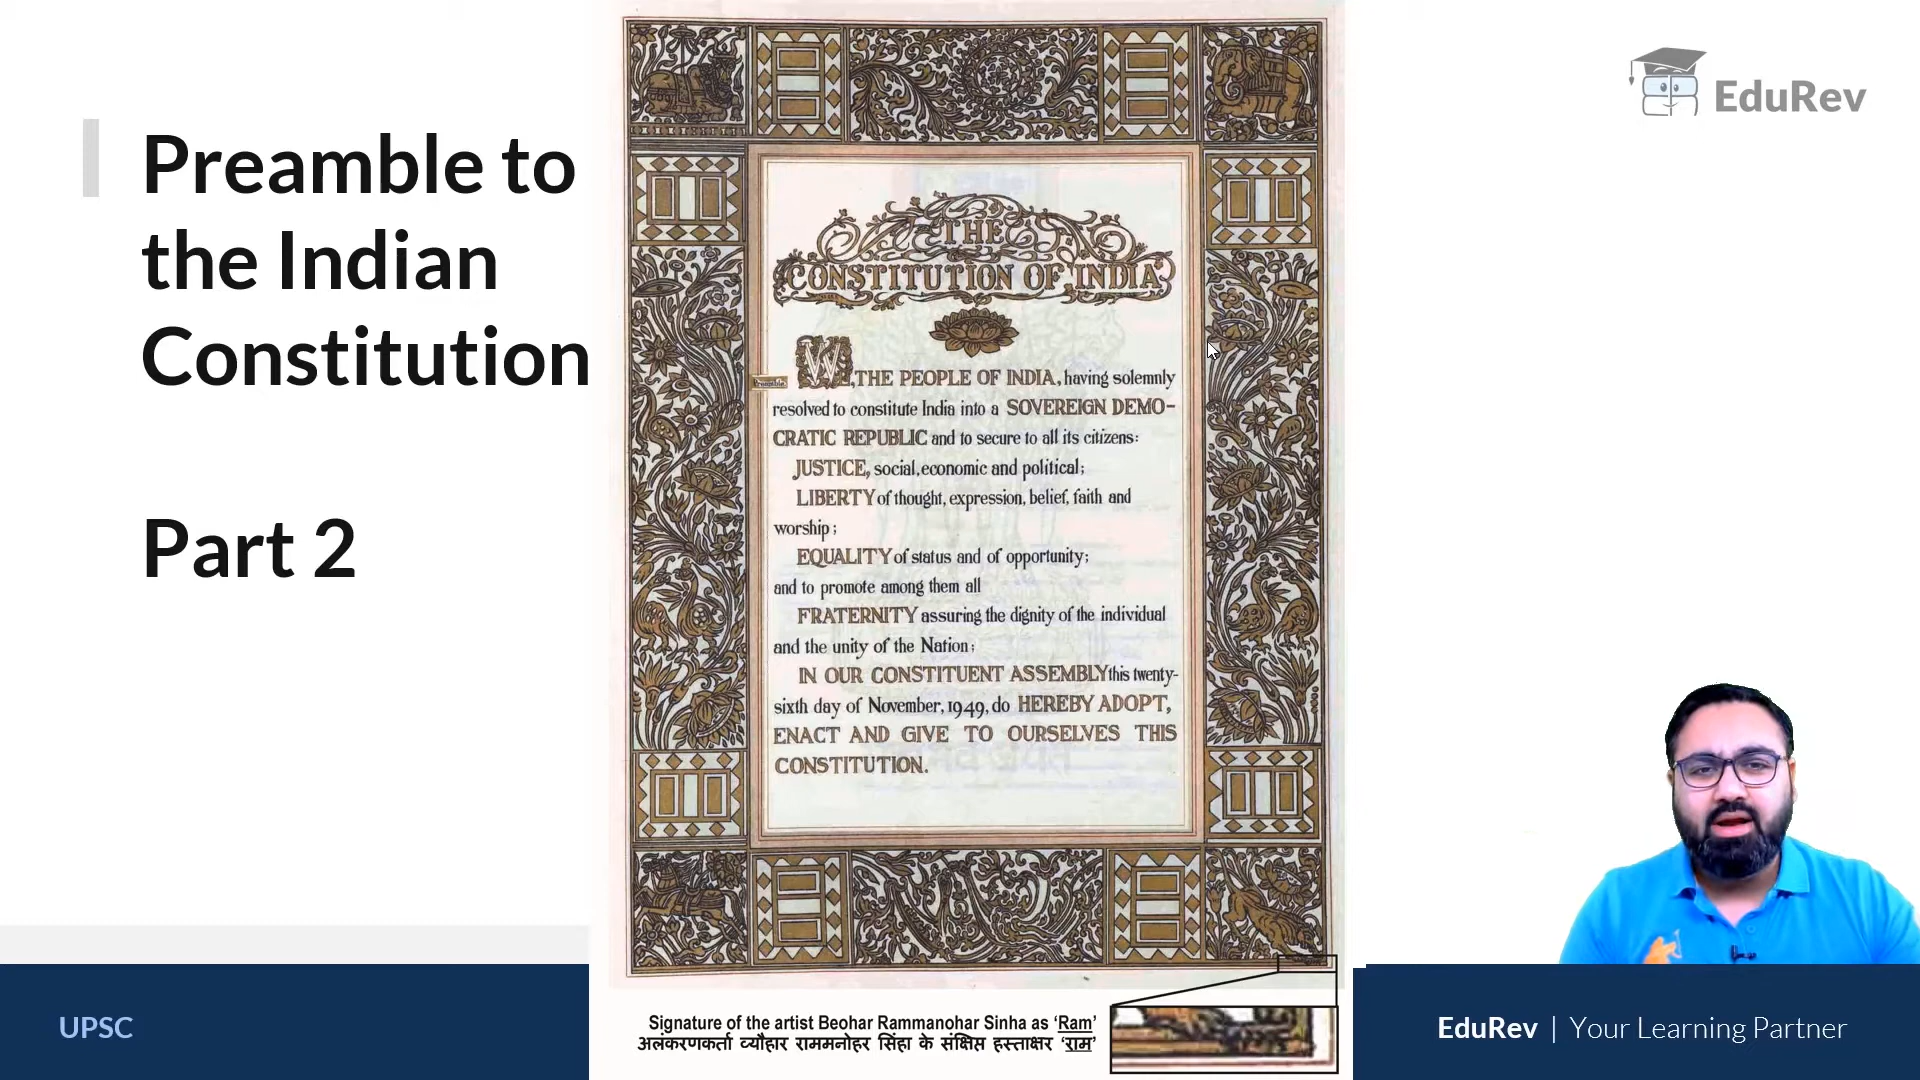 Preamble to
the Indian
Constitution
Part 2
EduRev
THE
CONSTITUTION OF INDIA
Preamble.
WE, THE PEOPLE OF INDIA, having solemnly
resolved to constitute India into a SOVEREIGN DEMO-
CRATIC REPUBLIC and to secure to all its citizens:
JUSTICE, social, economic and political;
LIBERTY of thought, expression, belief, faith and
worship;
EQUALITY of status and of opportunity;
and to promote among them all
FRATERNITY assuring the dignity of the individual
and the unity of the Nation;
IN OUR CONSTITUENT ASSEMBLY this twenty-
sixth day of November, 1949, do HEREBY ADOPT,
ENACT AND GIVE TO OURSELVES THIS
CONSTITUTION.
Signature of the artist Beohar Rammanohar Sinha as ‘Ram’
अलंकरणकर्ता व्यौहार राममनोहर सिंहा के संक्षिप्त हस्ताक्षर ‘राम’
UPSC
EduRev | Your Learning Partner